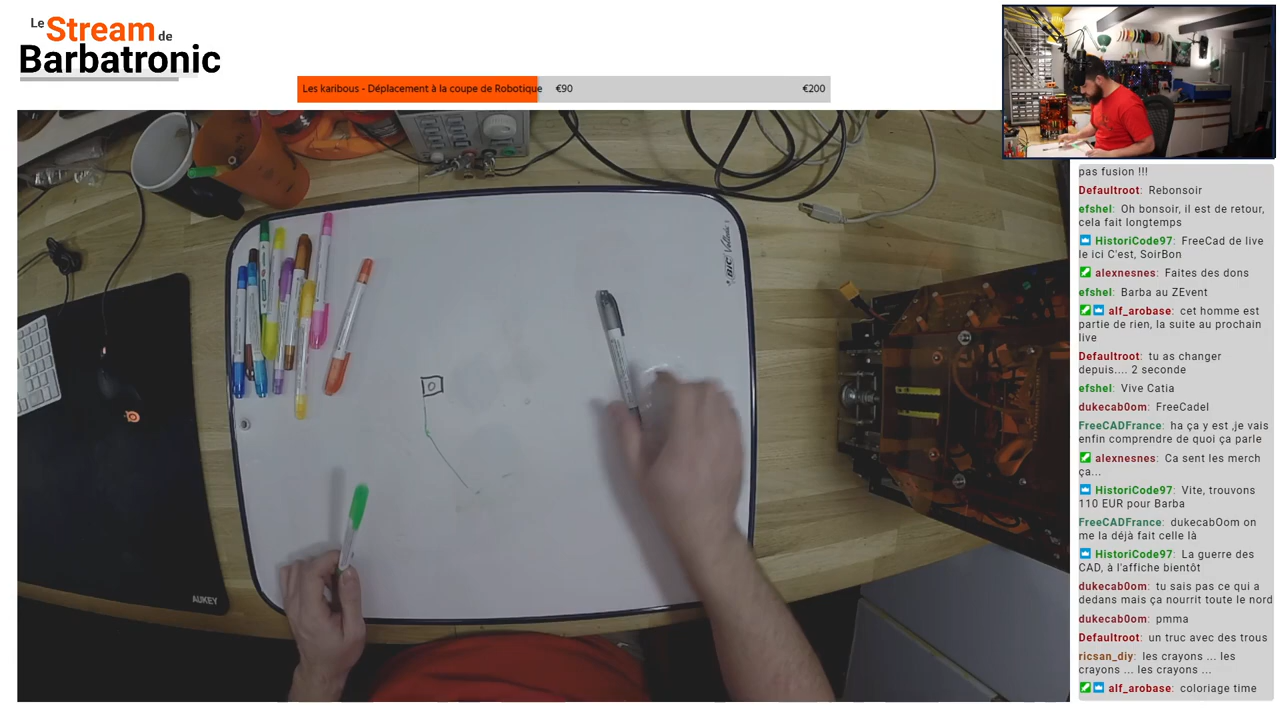 Le Stream de
Barbatronic
Les karibous - Déplacement à la coupe de Robotique €90 €200
BIC Velleda
AUKEY
pas fusion !!!
Defaultroot: Rebonsoir
efshel: Oh bonsoir, il est de retour,
cela fait longtemps
HistoriCode97: FreeCad de live
le ici C'est, SoirBon
alexnesnes: Faites des dons
efshel: Barba au ZEvent
alf_arobase: cet homme est
partie de rien, la suite au prochain
live
Defaultroot: tu as changer
depuis.... 2 seconde
efshel: Vive Catia
dukecab0om: FreeCadel
FreeCADFrance: ha ça y est ,je vais
enfin comprendre de quoi ça parle
alexnesnes: Ca sent les merch
ça...
HistoriCode97: Vite, trouvons
110 EUR pour Barba
FreeCADFrance: dukecabOom on
me la déjà fait celle là
HistoriCode97: La guerre des
CAD, à l'affiche bientôt
dukecab0om: tu sais pas ce qui a
dedans mais ça nourrit toute le nord
dukecab0om: pmma
Defaultroot: un truc avec des trous
ricsan_diy: les crayons ... les
crayons ... les crayons ...
alf_arobase: coloriage time